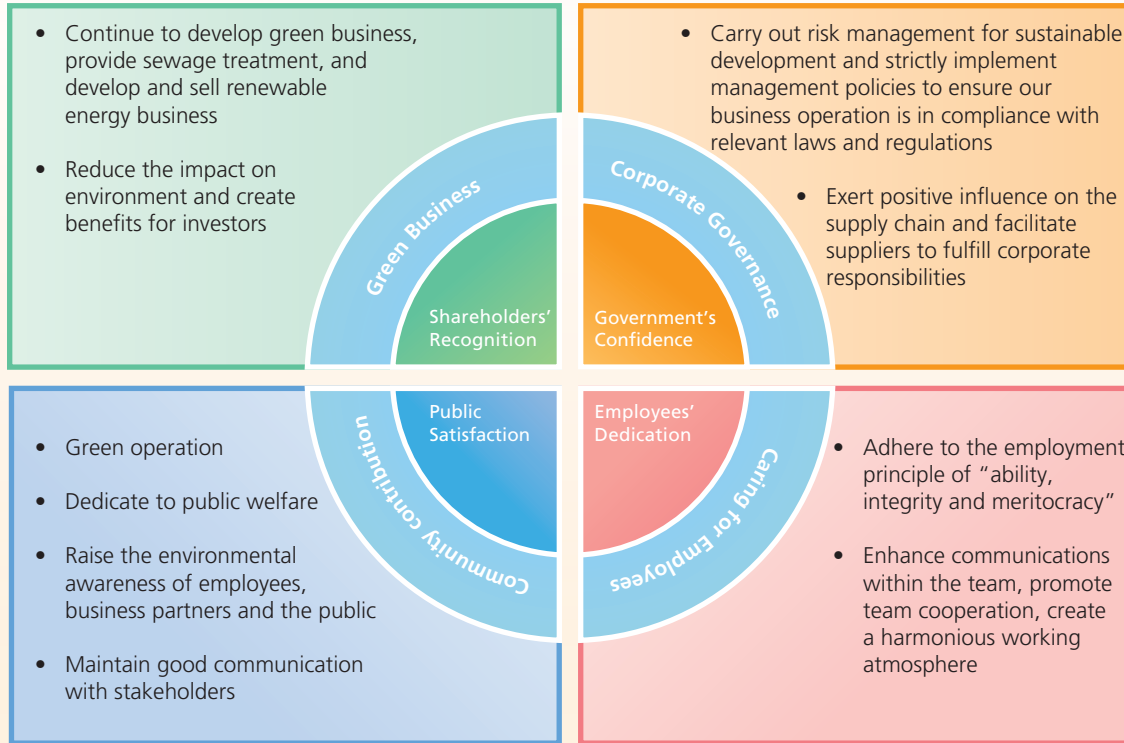 • Continue to develop green business,
provide sewage treatment, and
develop and sell renewable
energy business
• Reduce the impact on
environment and create
benefits for investors
Green Business
Shareholders’
Recognition
• Carry out risk management for sustainable
development and strictly implement
management policies to ensure our
business operation is in compliance with
relevant laws and regulations
• Exert positive influence on the
supply chain and facilitate
suppliers to fulfill corporate
responsibilities
Corporate Governance
Government’s
Confidence
• Green operation
• Dedicate to public welfare
• Raise the environmental
awareness of employees,
business partners and the public
• Maintain good communication
with stakeholders
Community contribution
Public
Satisfaction
Employees’
Dedication
Caring for Employees
• Adhere to the employment
principle of “ability,
integrity and meritocracy”
• Enhance communications
within the team, promote
team cooperation, create
a harmonious working
atmosphere